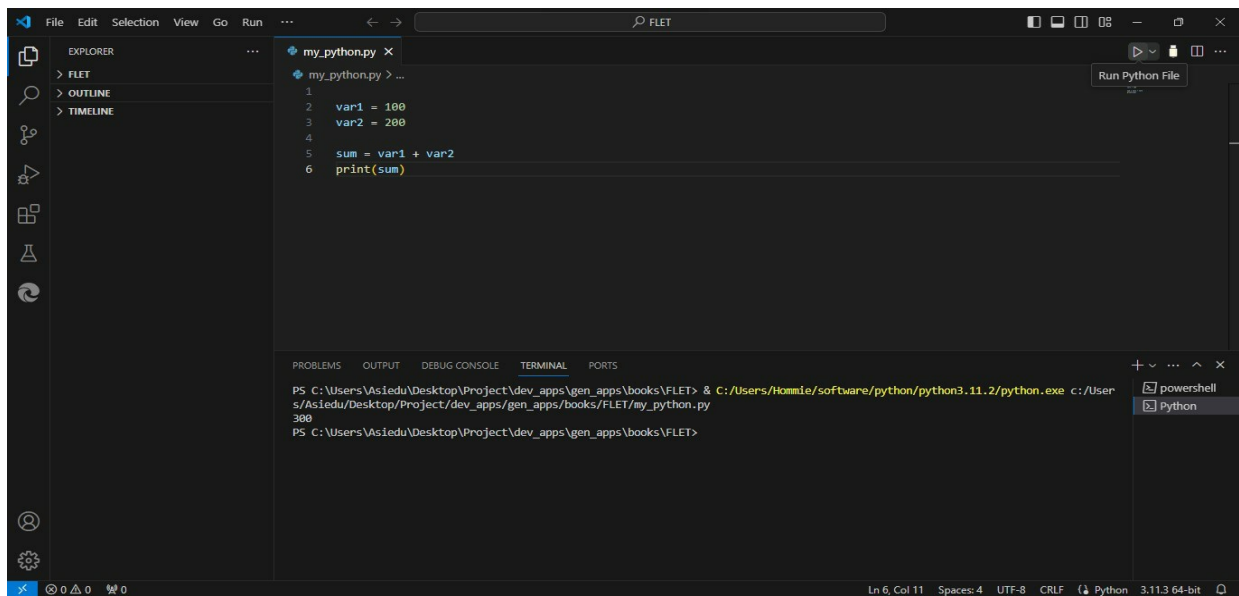 File Edit Selection View Go Run ··· FLET
EXPLORER ···
FLET
OUTLINE
TIMELINE
my_python.py
my_python.py > ...
Run Python File
1
2 var1 = 100
3 var2 = 200
4
5 sum = var1 + var2
6 print(sum)
PROBLEMS OUTPUT DEBUG CONSOLE TERMINAL PORTS
PS C:\Users\Asiedu\Desktop\Project\dev_apps\gen_apps\books\FLET> & C:/Users/Hommie/software/python/python3.11.2/python.exe c:/User
s/Asiedu/Desktop/Project/dev_apps/gen_apps/books/FLET/my_python.py
300
PS C:\Users\Asiedu\Desktop\Project\dev_apps\gen_apps\books\FLET>
powershell
Python
0 0 0 Ln 6, Col 11 Spaces: 4 UTF-8 CRLF Python 3.11.3 64-bit